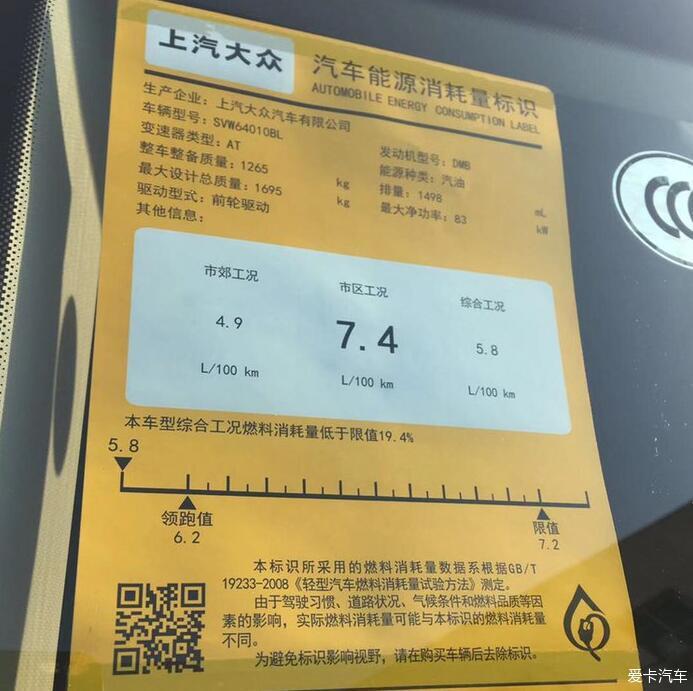 上汽大众
汽车能源消耗量标识
AUTOMOBILE ENERGY CONSUMPTION LABEL
生产企业：上汽大众汽车有限公司
车辆型号：SVW64010BL
变速器类型：AT
整车整备质量：1265 kg
最大设计总质量：1695 kg
驱动型式：前轮驱动
其他信息：
发动机型号：DMB
能源种类：汽油
排量：1498 mL
最大净功率：83 kW
市郊工况
4.9
L/100 km
市区工况
7.4
L/100 km
综合工况
5.8
L/100 km
本车型综合工况燃料消耗量低于限值19.4%
5.8
领跑值
6.2
限值
7.2
本标识所采用的燃料消耗量数据系根据GB/T
19233-2008《轻型汽车燃料消耗量试验方法》测定。
由于驾驶习惯、道路状况、气候条件和燃料品质等因
素的影响，实际燃料消耗量可能与本标识的燃料消耗量
不同。
为避免标识影响视野，请在购买车辆后去除标识。
爱卡汽车